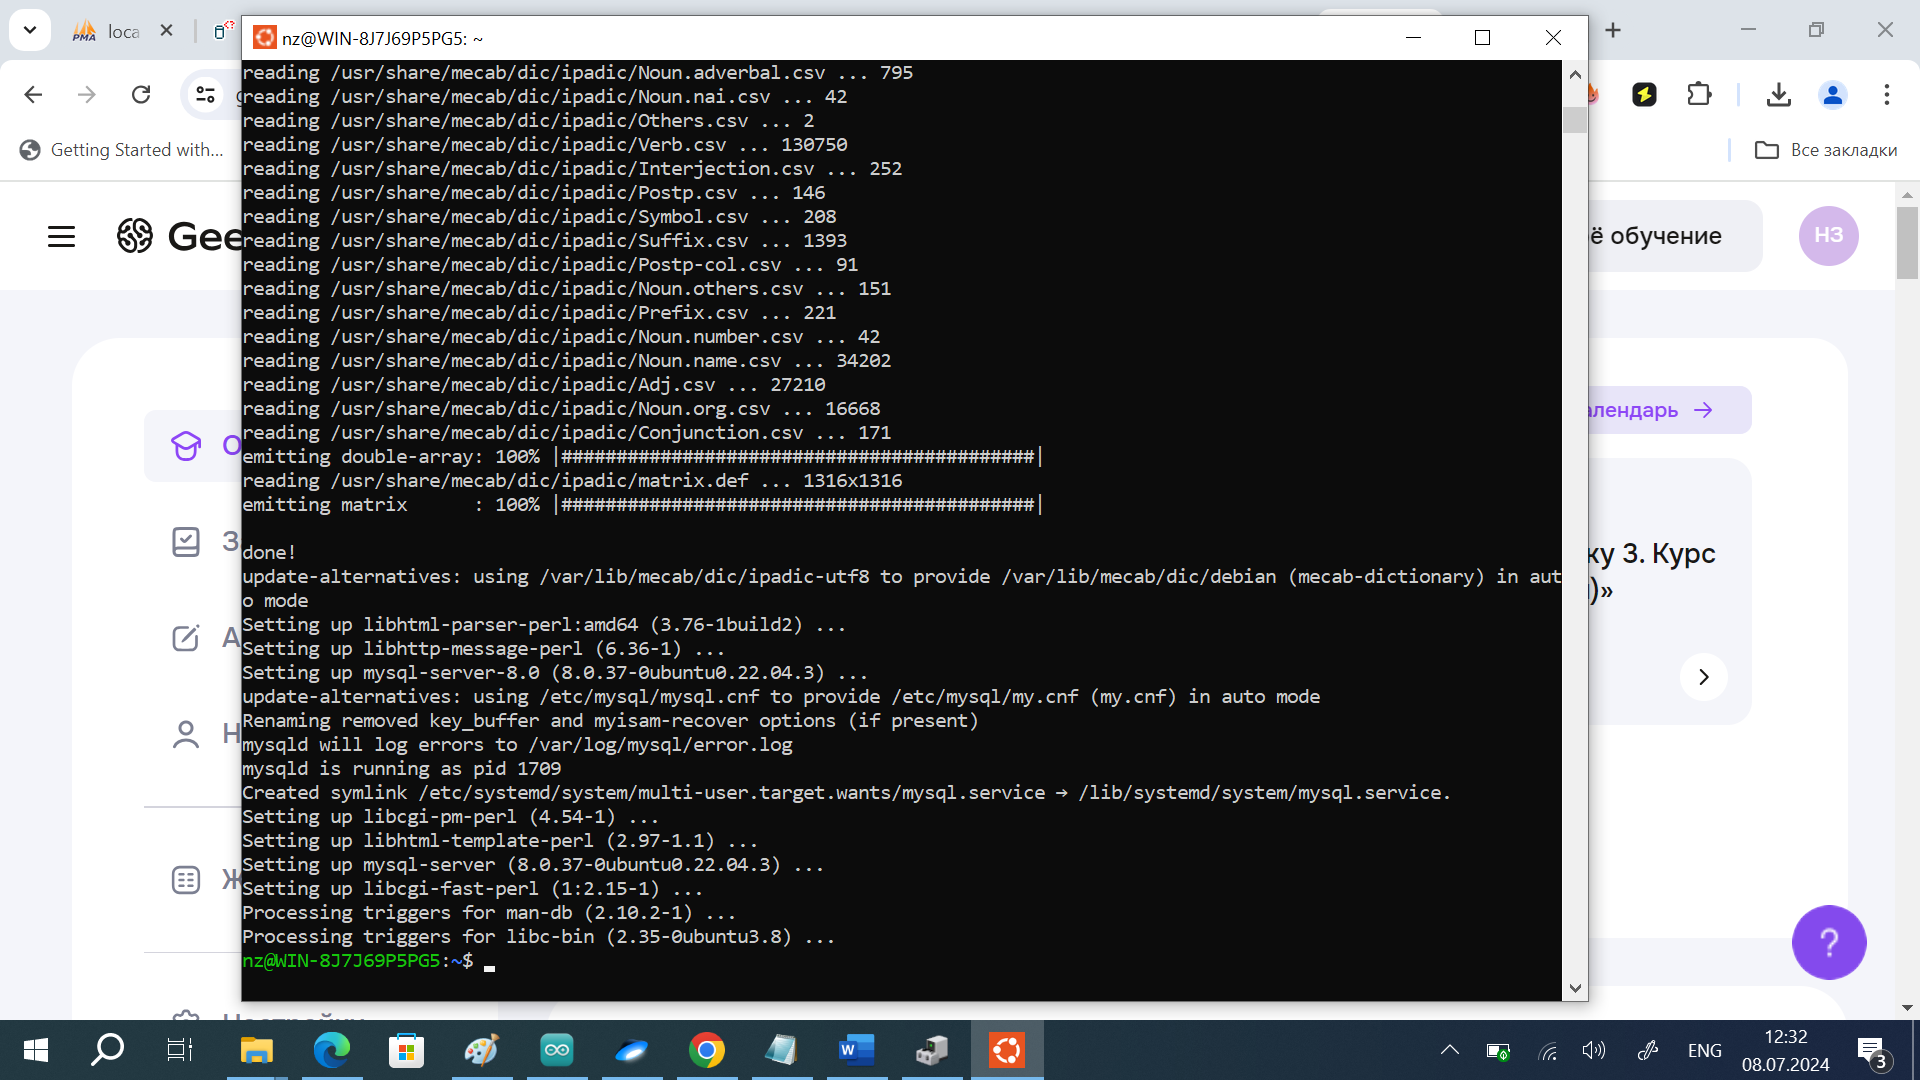 loca
nz@WIN-8J7J69P5PG5: ~
Getting Started with...
Все закладки
Gee
ё обучение
НЗ
алендарь
ку 3. Курс
)»
reading /usr/share/mecab/dic/ipadic/Noun.adverbal.csv ... 795
reading /usr/share/mecab/dic/ipadic/Noun.nai.csv ... 42
reading /usr/share/mecab/dic/ipadic/Others.csv ... 2
reading /usr/share/mecab/dic/ipadic/Verb.csv ... 130750
reading /usr/share/mecab/dic/ipadic/Interjection.csv ... 252
reading /usr/share/mecab/dic/ipadic/Postp.csv ... 146
reading /usr/share/mecab/dic/ipadic/Symbol.csv ... 208
reading /usr/share/mecab/dic/ipadic/Suffix.csv ... 1393
reading /usr/share/mecab/dic/ipadic/Postp-col.csv ... 91
reading /usr/share/mecab/dic/ipadic/Noun.others.csv ... 151
reading /usr/share/mecab/dic/ipadic/Prefix.csv ... 221
reading /usr/share/mecab/dic/ipadic/Noun.number.csv ... 42
reading /usr/share/mecab/dic/ipadic/Noun.name.csv ... 34202
reading /usr/share/mecab/dic/ipadic/Adj.csv ... 27210
reading /usr/share/mecab/dic/ipadic/Noun.org.csv ... 16668
reading /usr/share/mecab/dic/ipadic/Conjunction.csv ... 171
emitting double-array: 100% |###########################################|
reading /usr/share/mecab/dic/ipadic/matrix.def ... 1316x1316
emitting matrix      : 100% |###########################################|
done!
update-alternatives: using /var/lib/mecab/dic/ipadic-utf8 to provide /var/lib/mecab/dic/debian (mecab-dictionary) in aut
o mode
Setting up libhtml-parser-perl:amd64 (3.76-1build2) ...
Setting up libhttp-message-perl (6.36-1) ...
Setting up mysql-server-8.0 (8.0.37-0ubuntu0.22.04.3) ...
update-alternatives: using /etc/mysql/mysql.cnf to provide /etc/mysql/my.cnf (my.cnf) in auto mode
Renaming removed key_buffer and myisam-recover options (if present)
mysqld will log errors to /var/log/mysql/error.log
mysqld is running as pid 1709
Created symlink /etc/systemd/system/multi-user.target.wants/mysql.service → /lib/systemd/system/mysql.service.
Setting up libcgi-pm-perl (4.54-1) ...
Setting up libhtml-template-perl (2.97-1.1) ...
Setting up mysql-server (8.0.37-0ubuntu0.22.04.3) ...
Setting up libcgi-fast-perl (1:2.15-1) ...
Processing triggers for man-db (2.10.2-1) ...
Processing triggers for libc-bin (2.35-0ubuntu3.8) ...
nz@WIN-8J7J69P5PG5:~$
ENG
12:32
08.07.2024
3